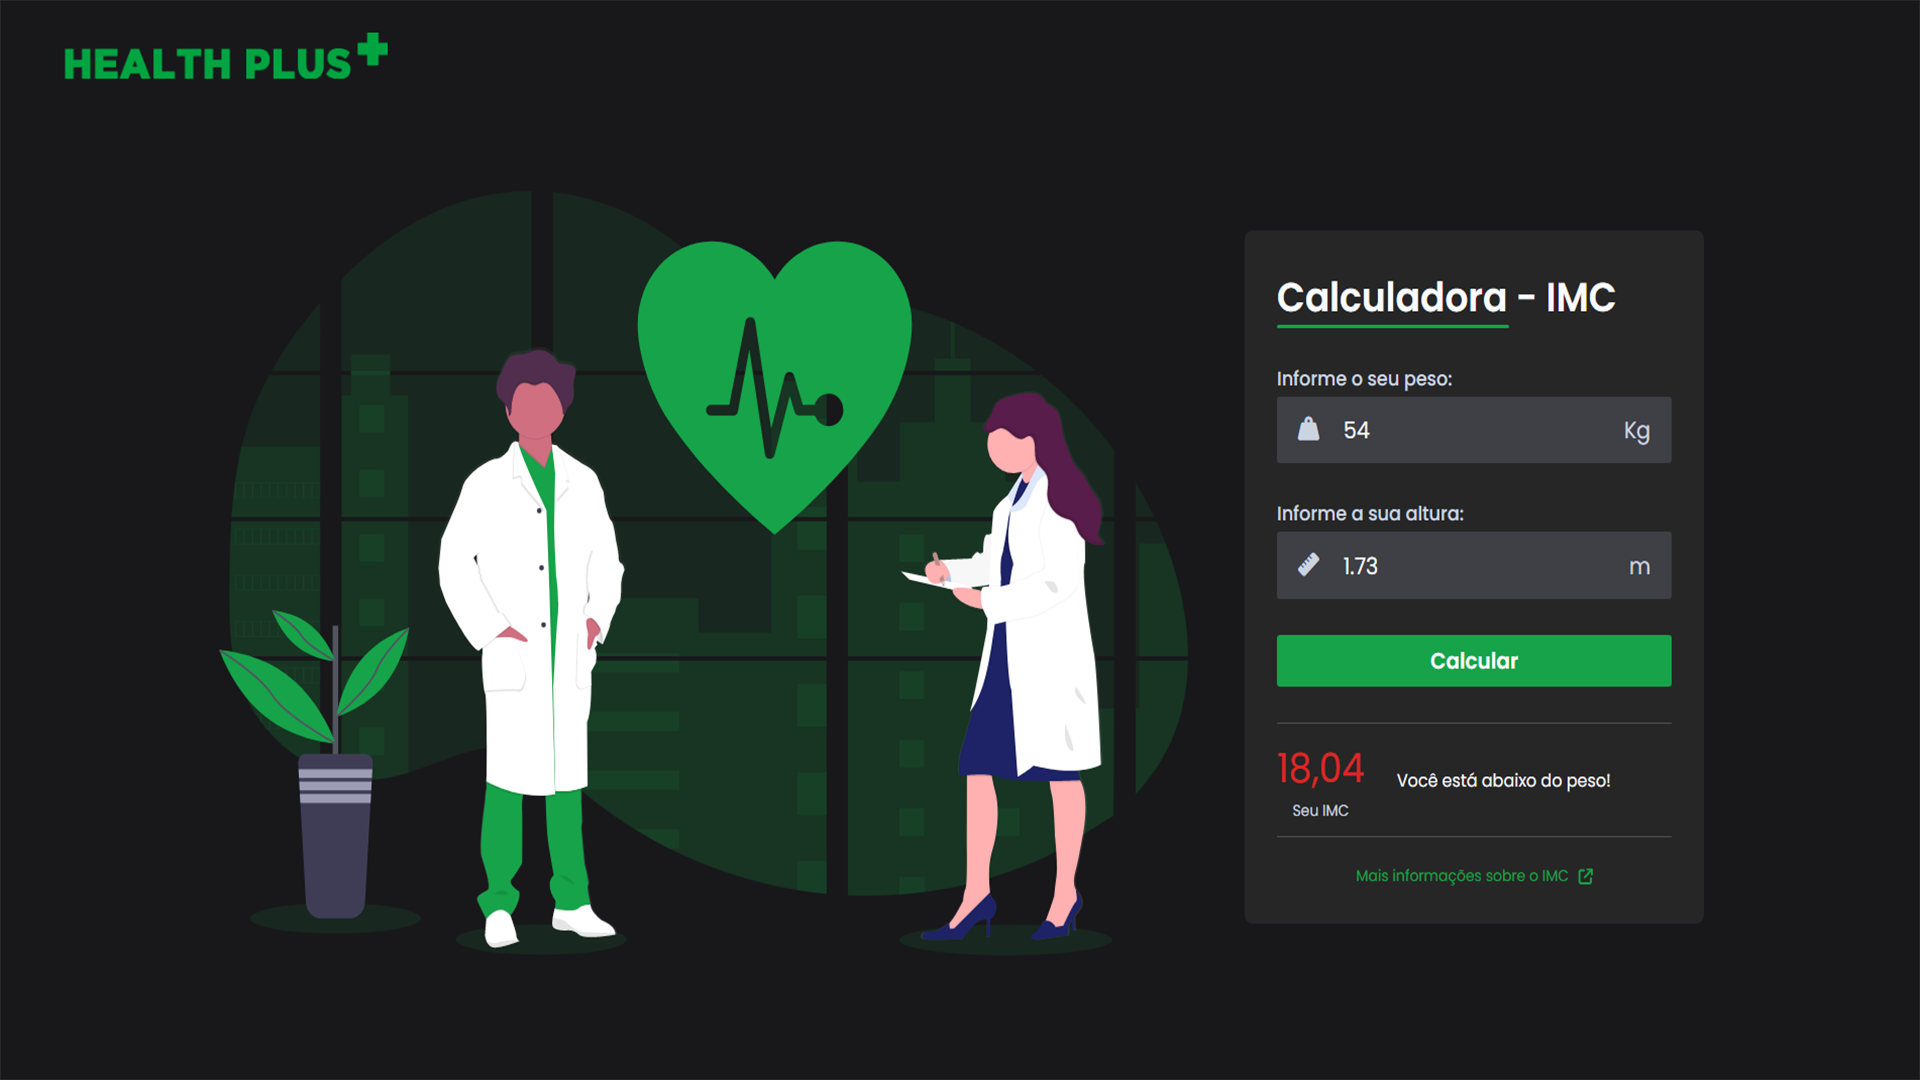 HEALTH PLUS+
Calculadora - IMC
Informe o seu peso:
54 Kg
Informe a sua altura:
1.73 m
Calcular
18,04
Você está abaixo do peso!
Seu IMC
Mais informações sobre o IMC